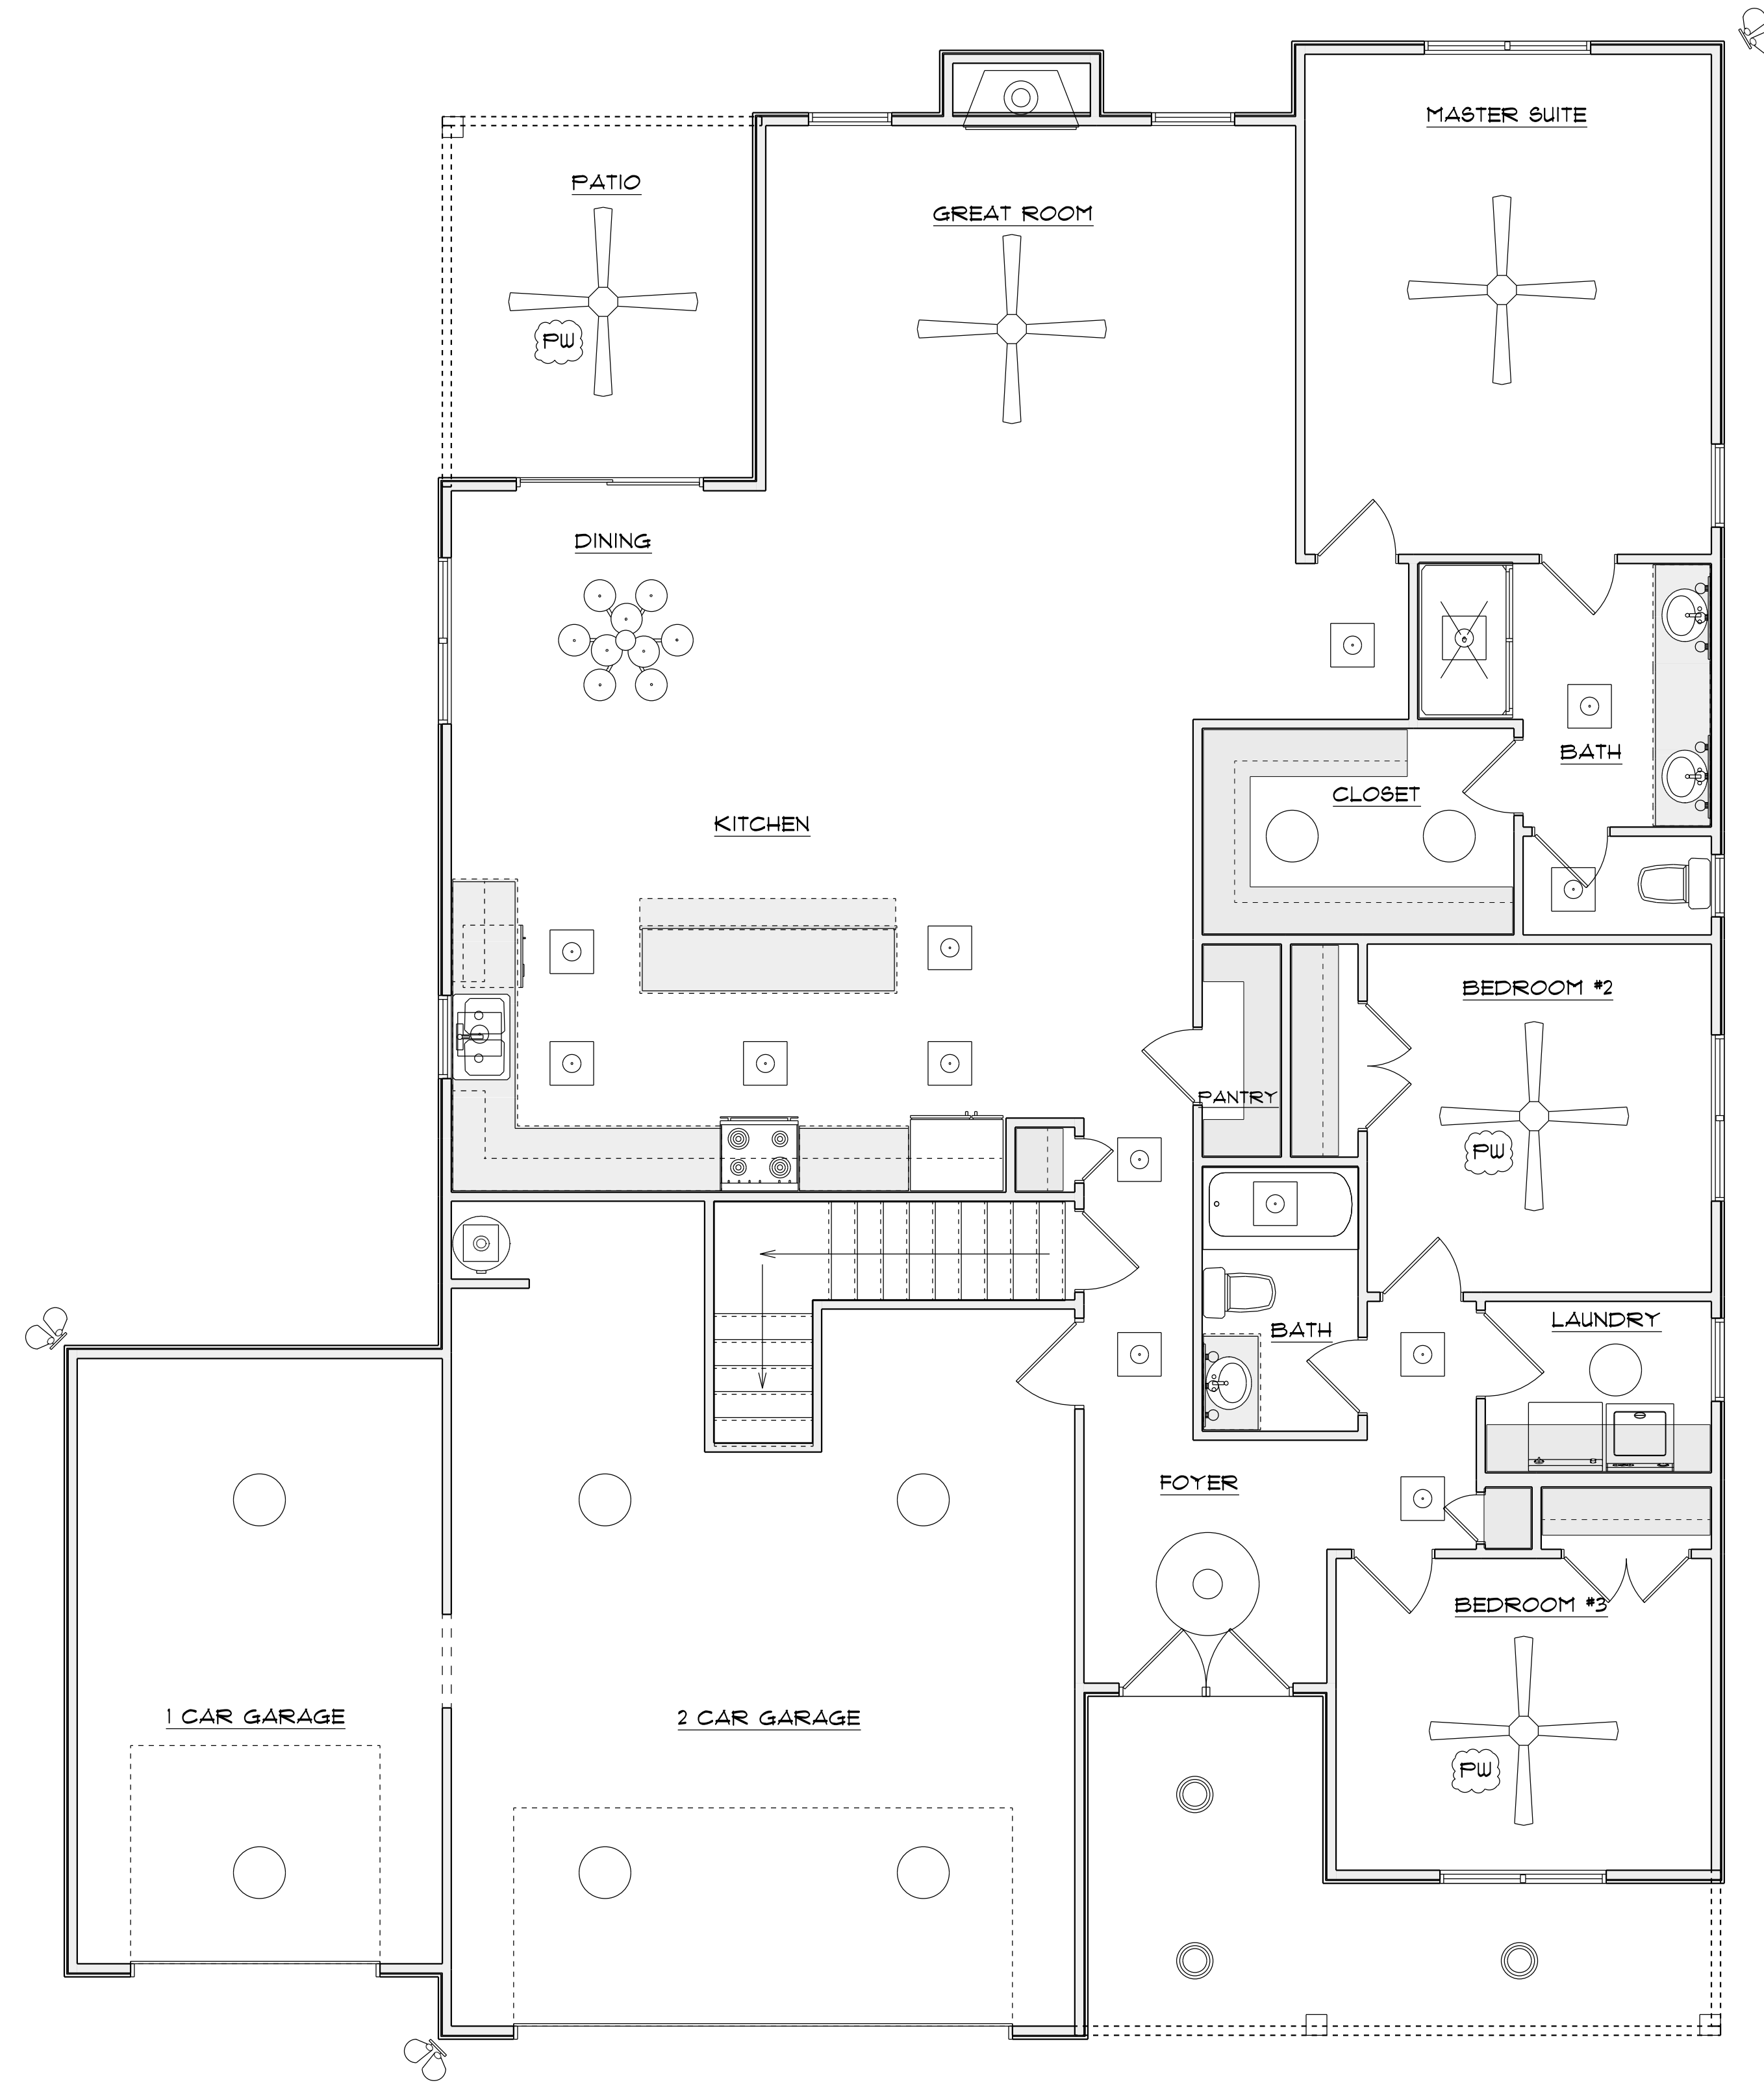 MASTER SUITE
PATIO
GREAT ROOM
PW
DINING
BATH
CLOSET
KITCHEN
BEDROOM #2
PANTRY
PW
LAUNDRY
BATH
FOYER
BEDROOM #3
1 CAR GARAGE
2 CAR GARAGE
PW